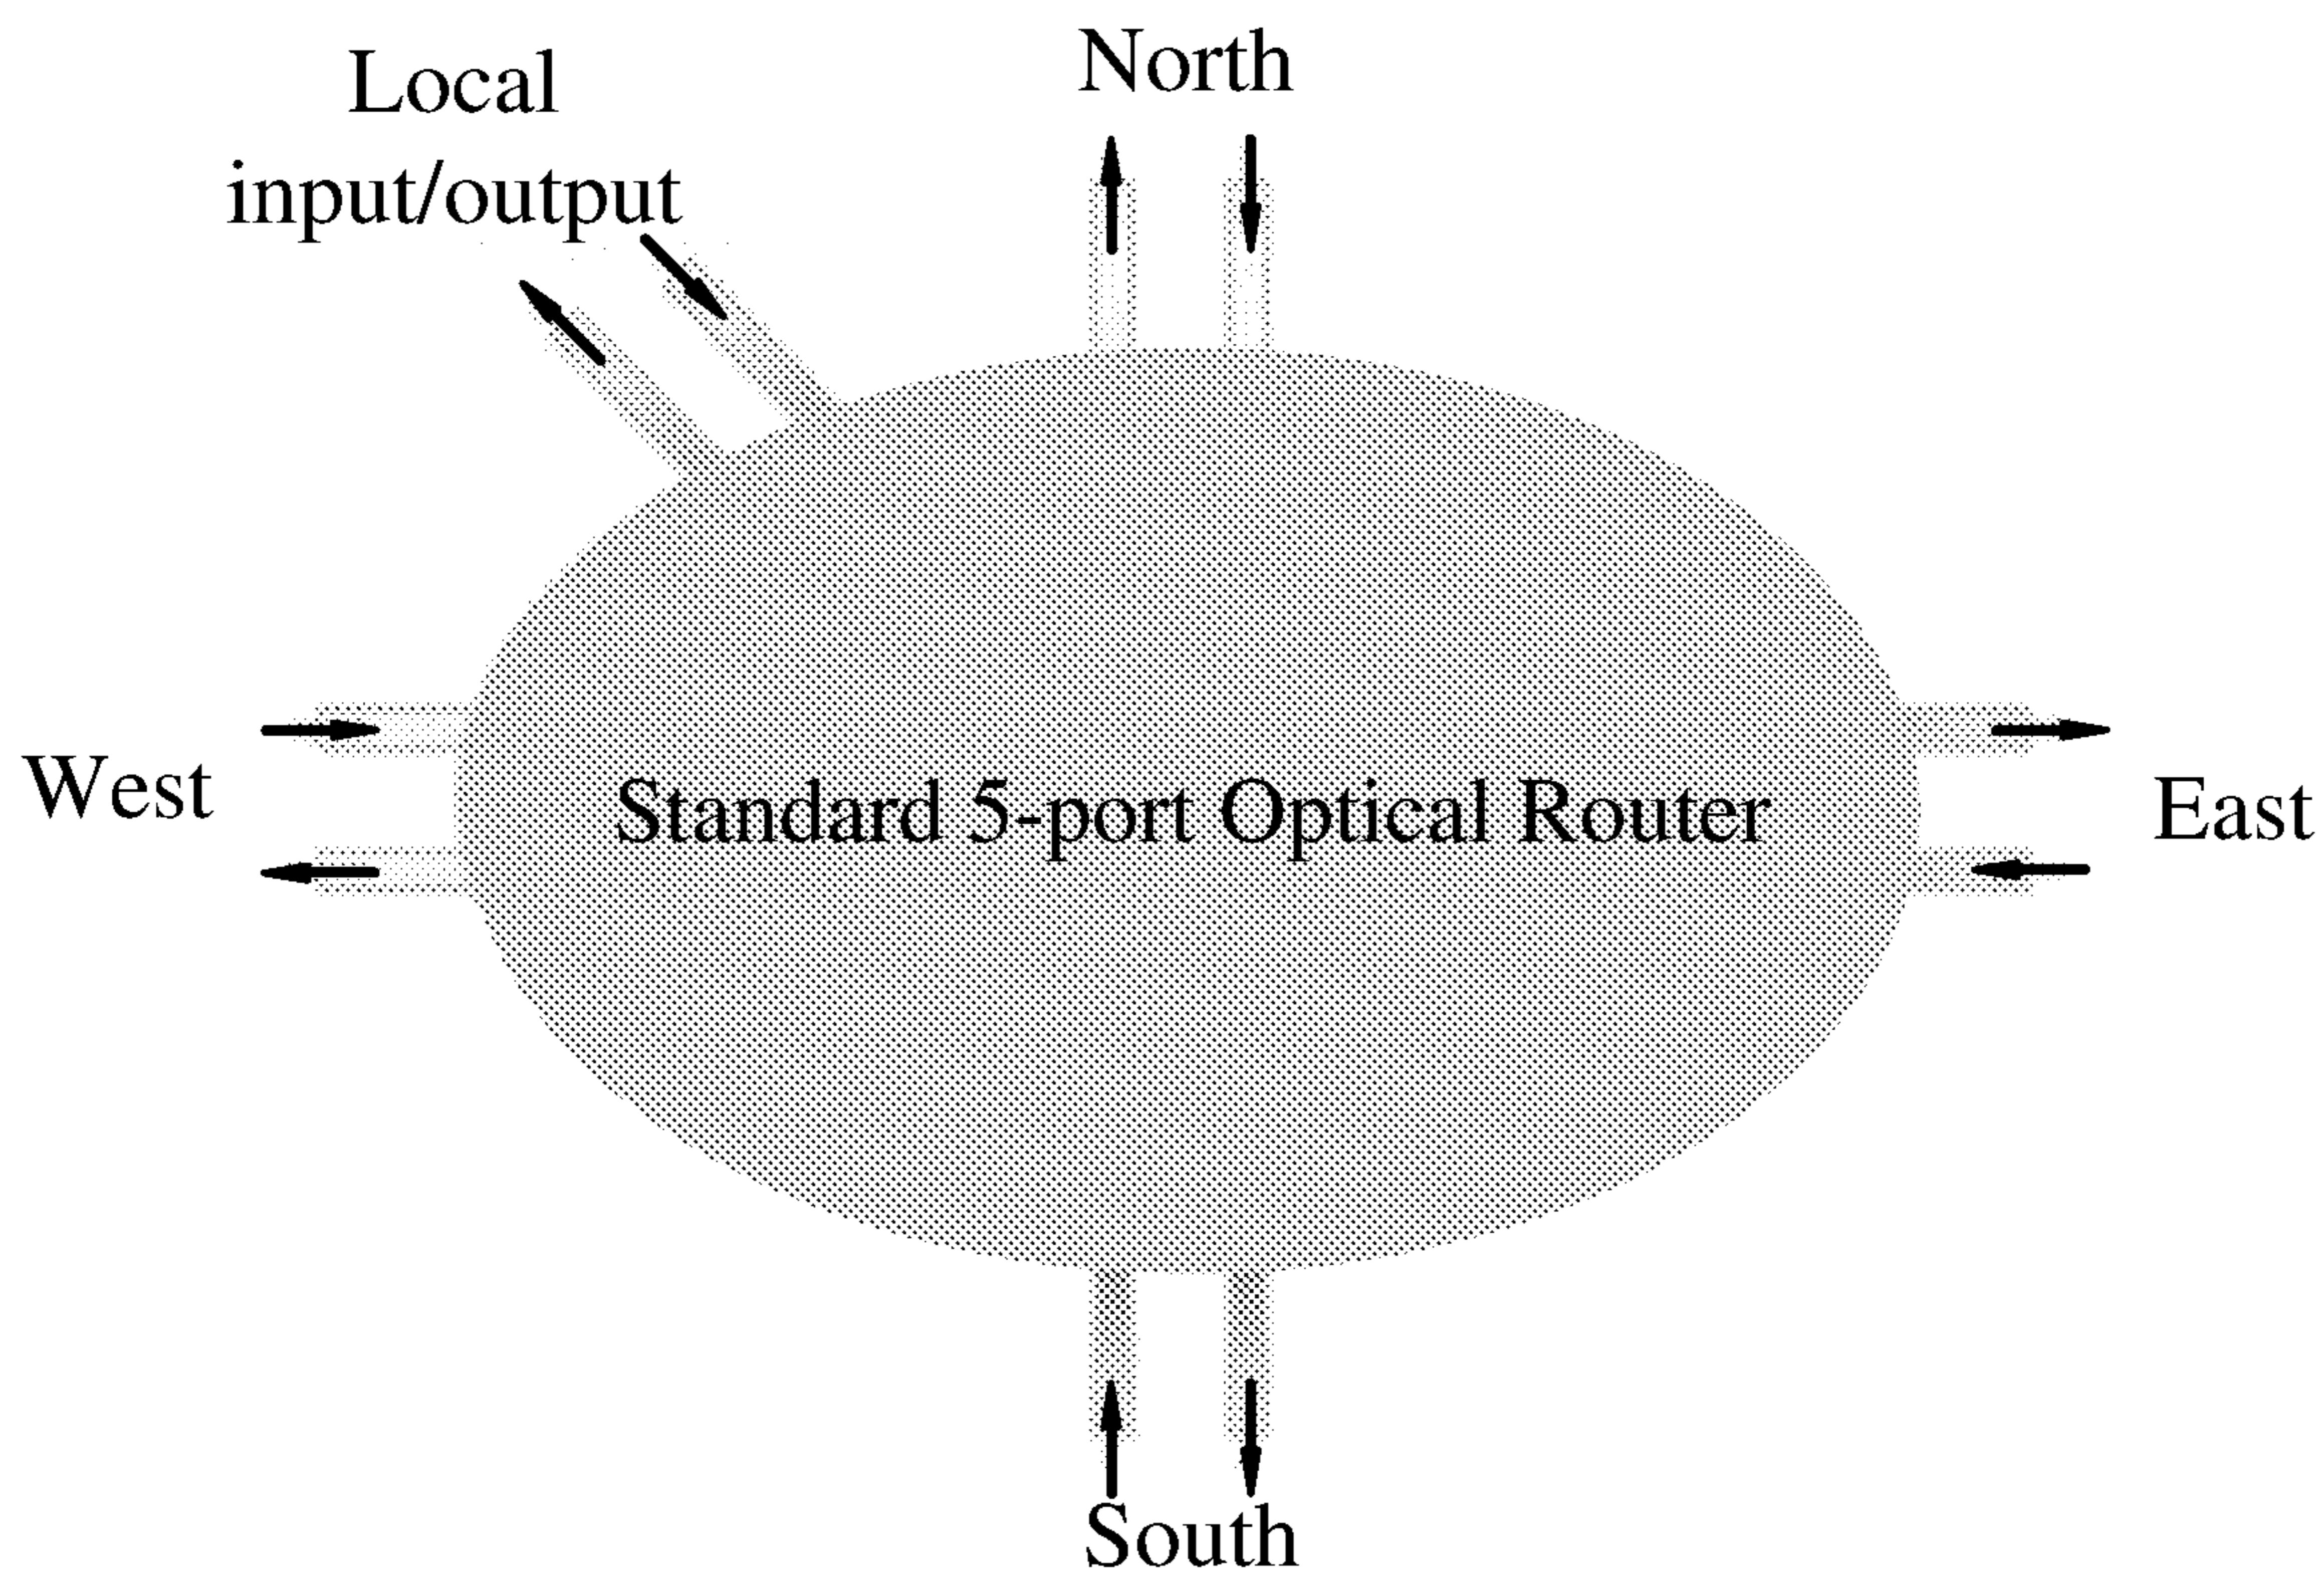 Local
input/output
North
West
Standard 5-port Optical Router
East
South